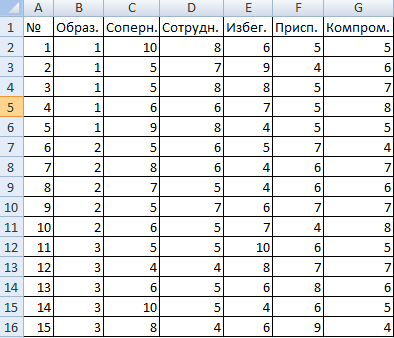 A B C D E F G
1 № Образ. Соперн. Сотрудн. Избег. Присп. Компром.
2 1 1 10 8 6 5 5
3 2 1 5 7 9 4 6
4 3 1 5 8 8 5 7
5 4 1 6 6 7 5 8
6 5 1 9 8 4 5 5
7 6 2 5 6 5 7 4
8 7 2 8 6 4 6 7
9 8 2 7 5 4 6 6
10 9 2 5 7 6 7 7
11 10 2 6 5 7 4 8
12 11 3 5 5 10 6 5
13 12 3 4 4 8 7 7
14 13 3 6 5 6 8 6
15 14 3 10 5 4 6 5
16 15 3 8 4 6 9 4